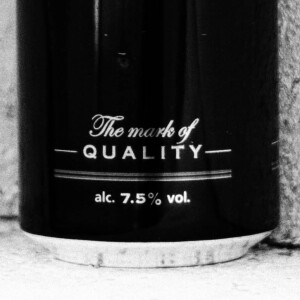 The mark of
QUALITY
alc. 7.5% vol.